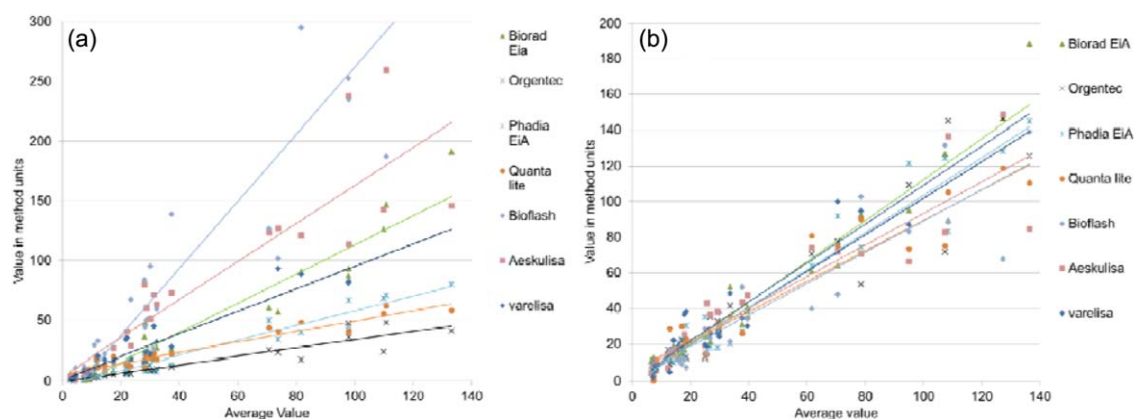 (a)
300
250
200
150
100
50
0
0 20 40 60 80 100 120 140
Average Value
Value in method units
Biorad
Eia
Orgentec
Phadia
EiA
Quanta
lite
Bioflash
Aeskulisa
varelisa
(b)
200
180
160
140
120
100
80
60
40
20
0
0 20 40 60 80 100 120 140
Average value
Value in method units
Biorad EiA
Orgentec
Phadia EiA
Quanta lite
Bioflash
Aeskulisa
varelisa